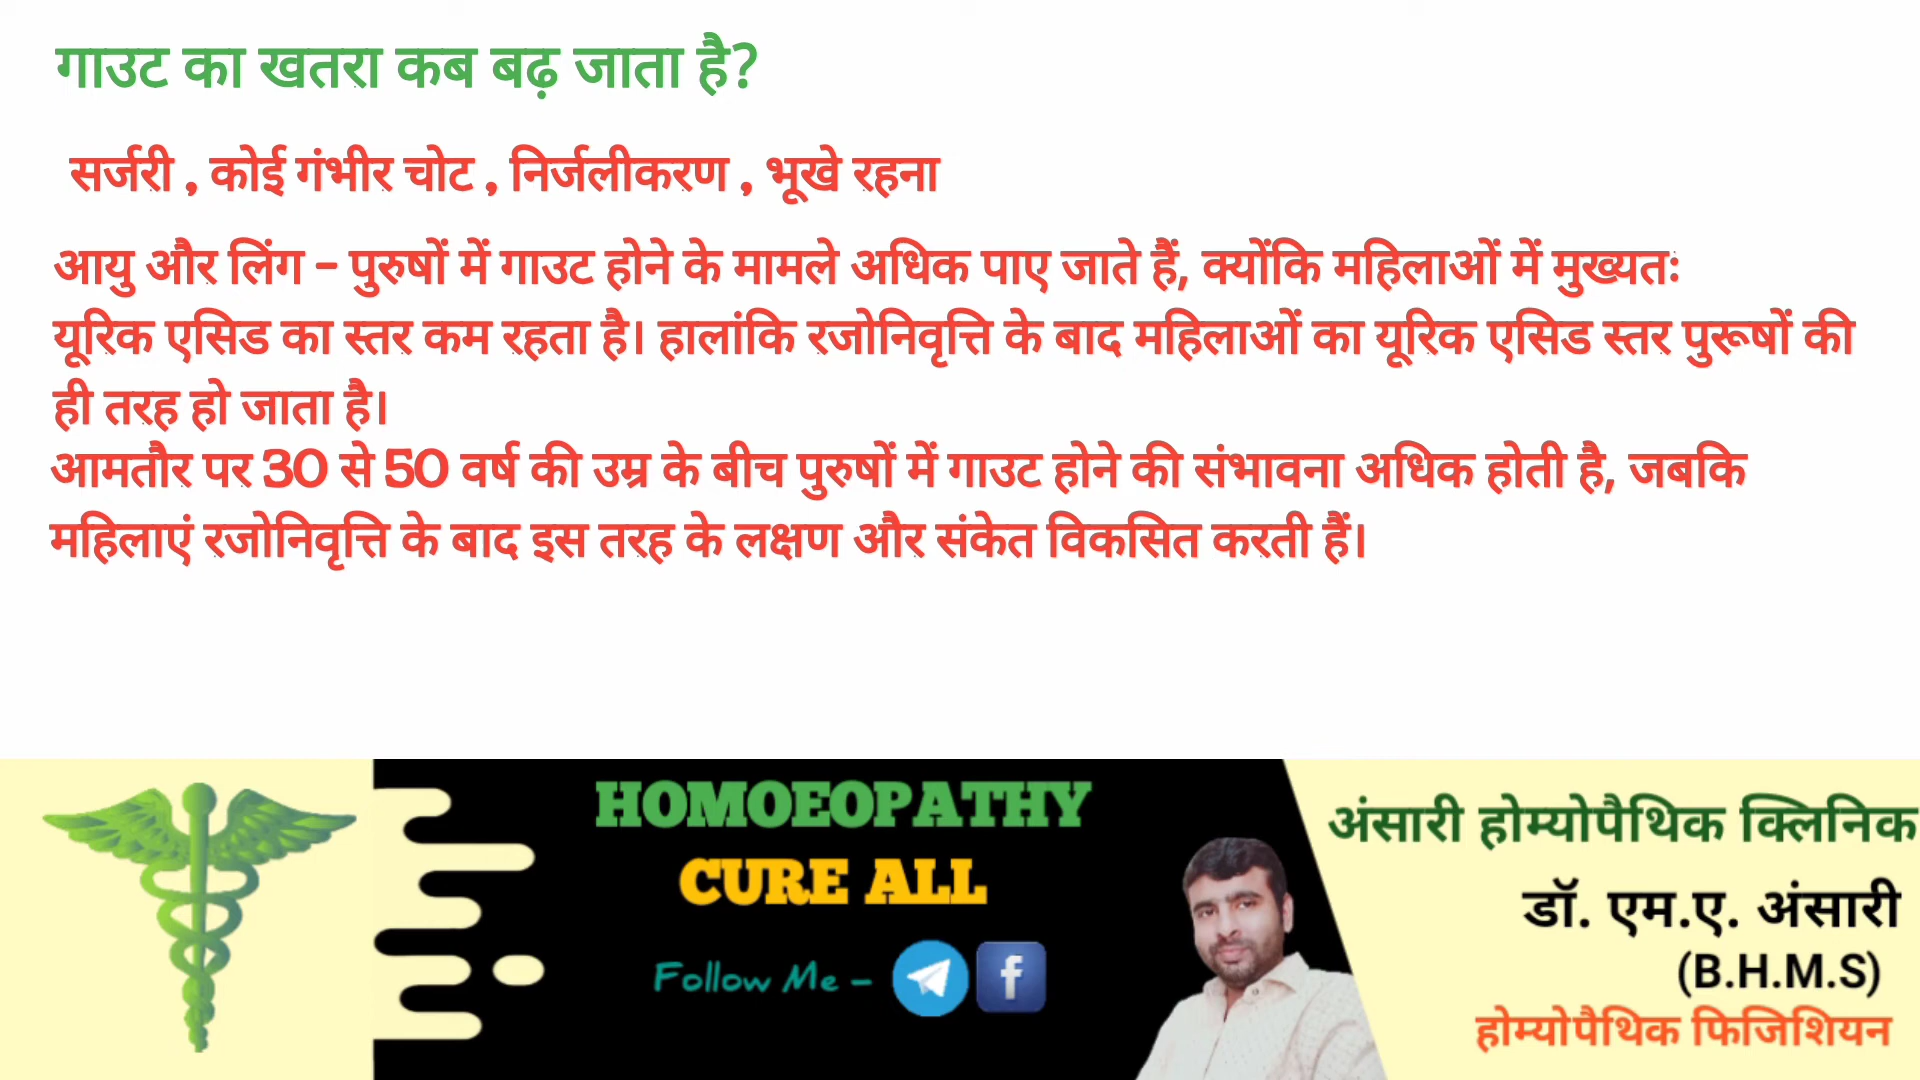 गाउट का खतरा कब बढ़ जाता है?
सर्जरी , कोई गंभीर चोट , निर्जलीकरण , भूखे रहना
आयु और लिंग – पुरुषों में गाउट होने के मामले अधिक पाए जाते हैं, क्योंकि महिलाओं में मुख्यतः
यूरिक एसिड का स्तर कम रहता है। हालांकि रजोनिवृत्ति के बाद महिलाओं का यूरिक एसिड स्तर पुरूषों की
ही तरह हो जाता है।
आमतौर पर 30 से 50 वर्ष की उम्र के बीच पुरुषों में गाउट होने की संभावना अधिक होती है, जबकि
महिलाएं रजोनिवृत्ति के बाद इस तरह के लक्षण और संकेत विकसित करती हैं।
HOMOEOPATHY
CURE ALL
Follow Me –
f
अंसारी होम्योपैथिक क्लिनिक
डॉ. एम.ए. अंसारी
(B.H.M.S)
होम्योपैथिक फिजिशियन